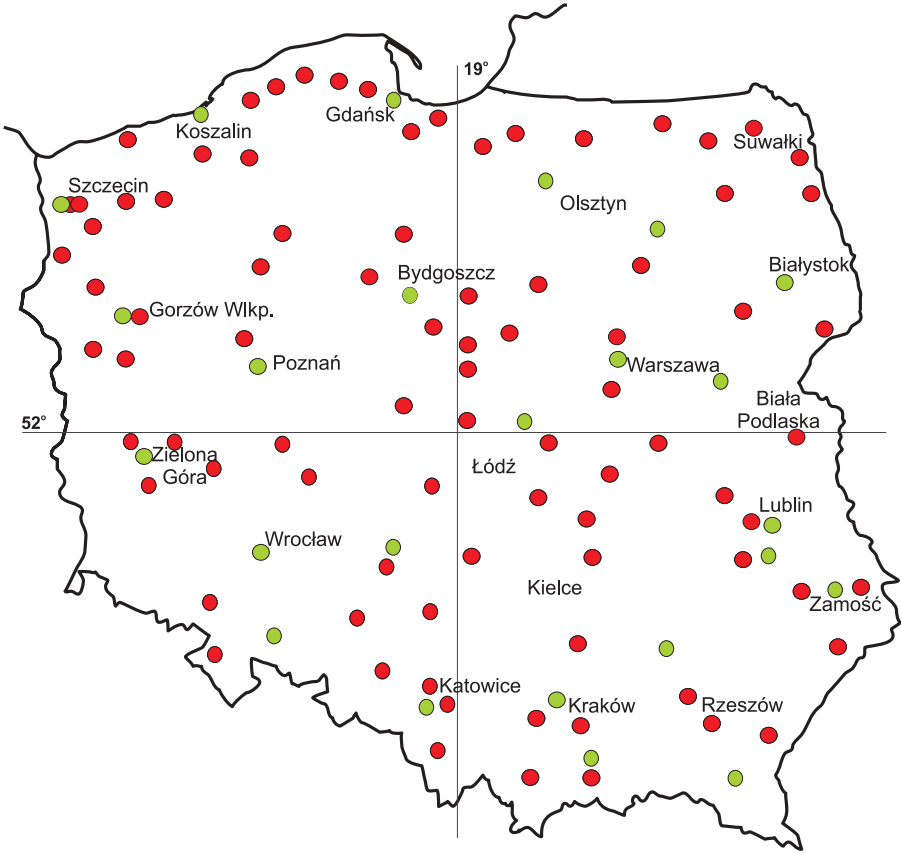 19°
Gdańsk
Koszalin
Suwałki
Szczecin
Olsztyn
Białystok
Bydgoszcz
Gorzów Wlkp.
Poznań
Warszawa
Biała
Podlaska
52°
Zielona
Góra
Łódź
Lublin
Wrocław
Kielce
Zamość
Katowice
Kraków
Rzeszów